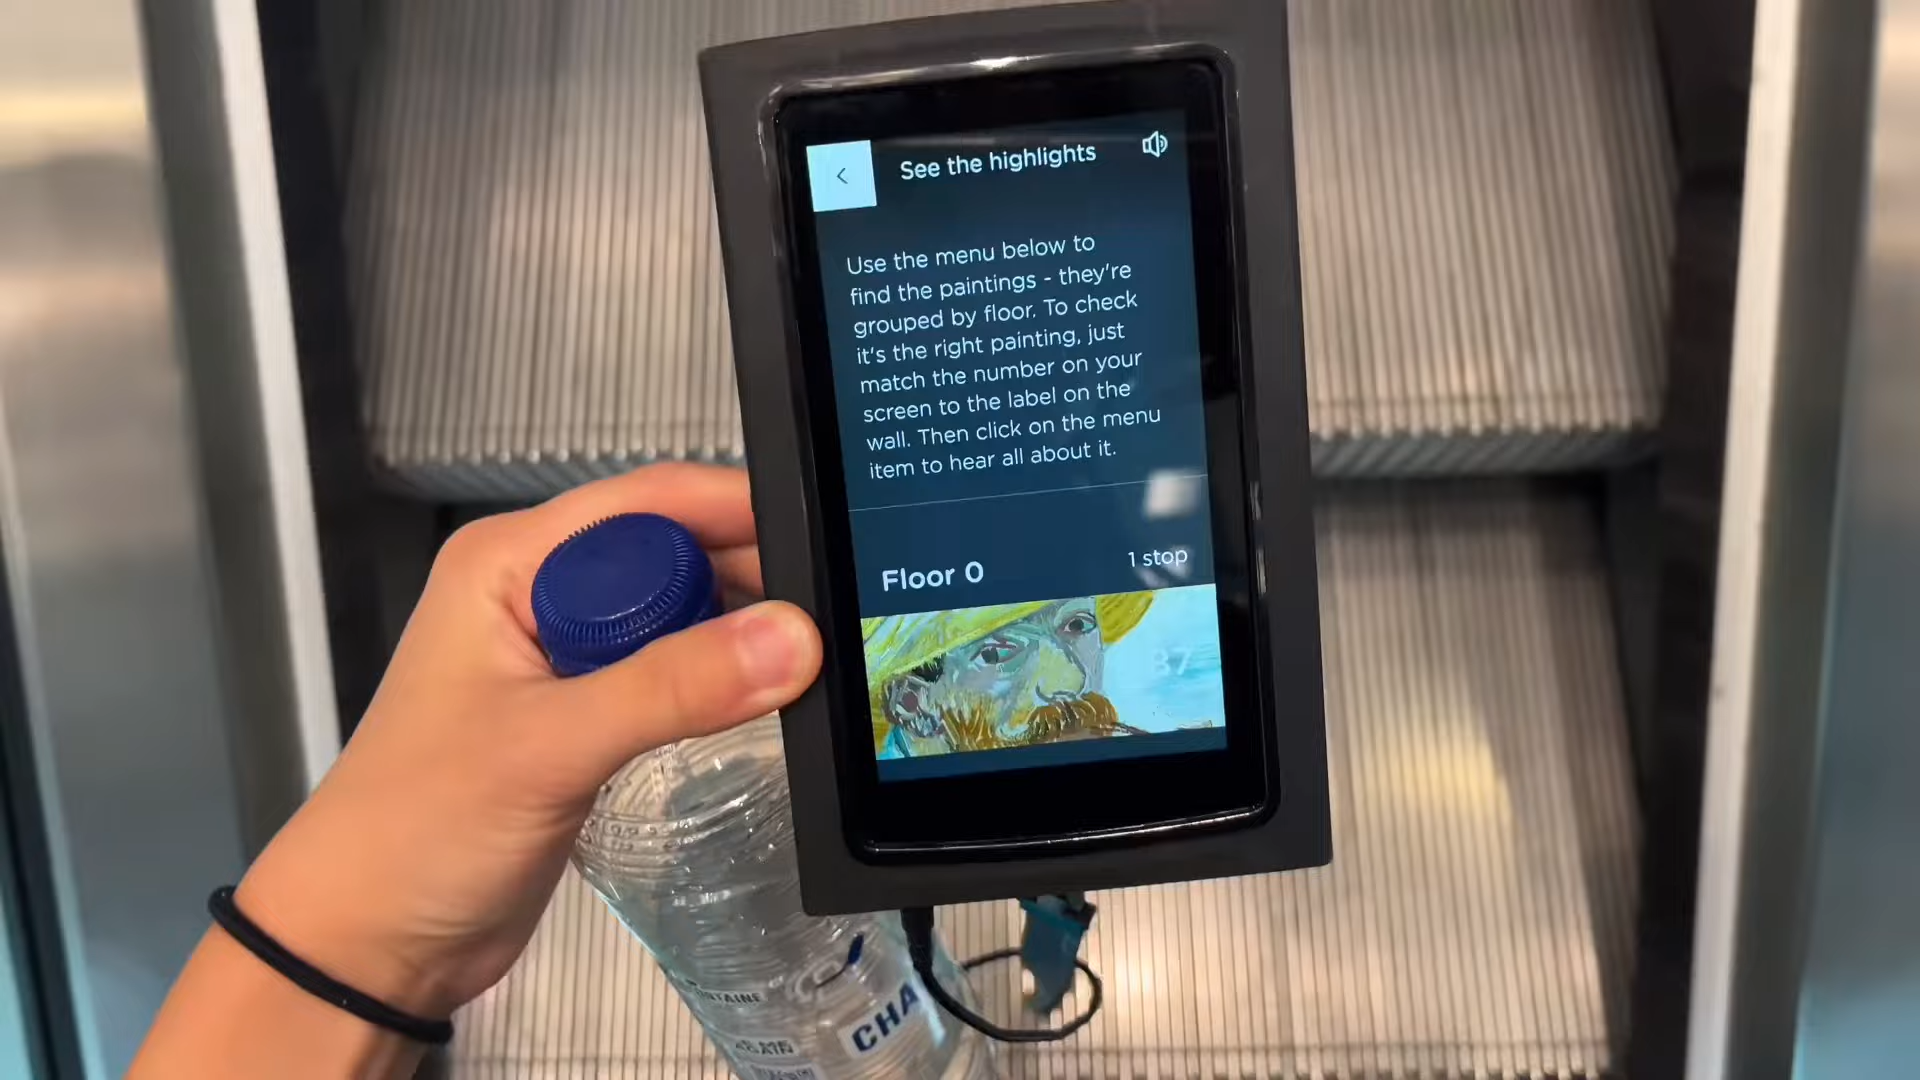 See the highlights
Use the menu below to
find the paintings - they're
grouped by floor. To check
it's the right painting, just
match the number on your
screen to the label on the
wall. Then click on the menu
item to hear all about it.
Floor 0
1 stop
37
CHA